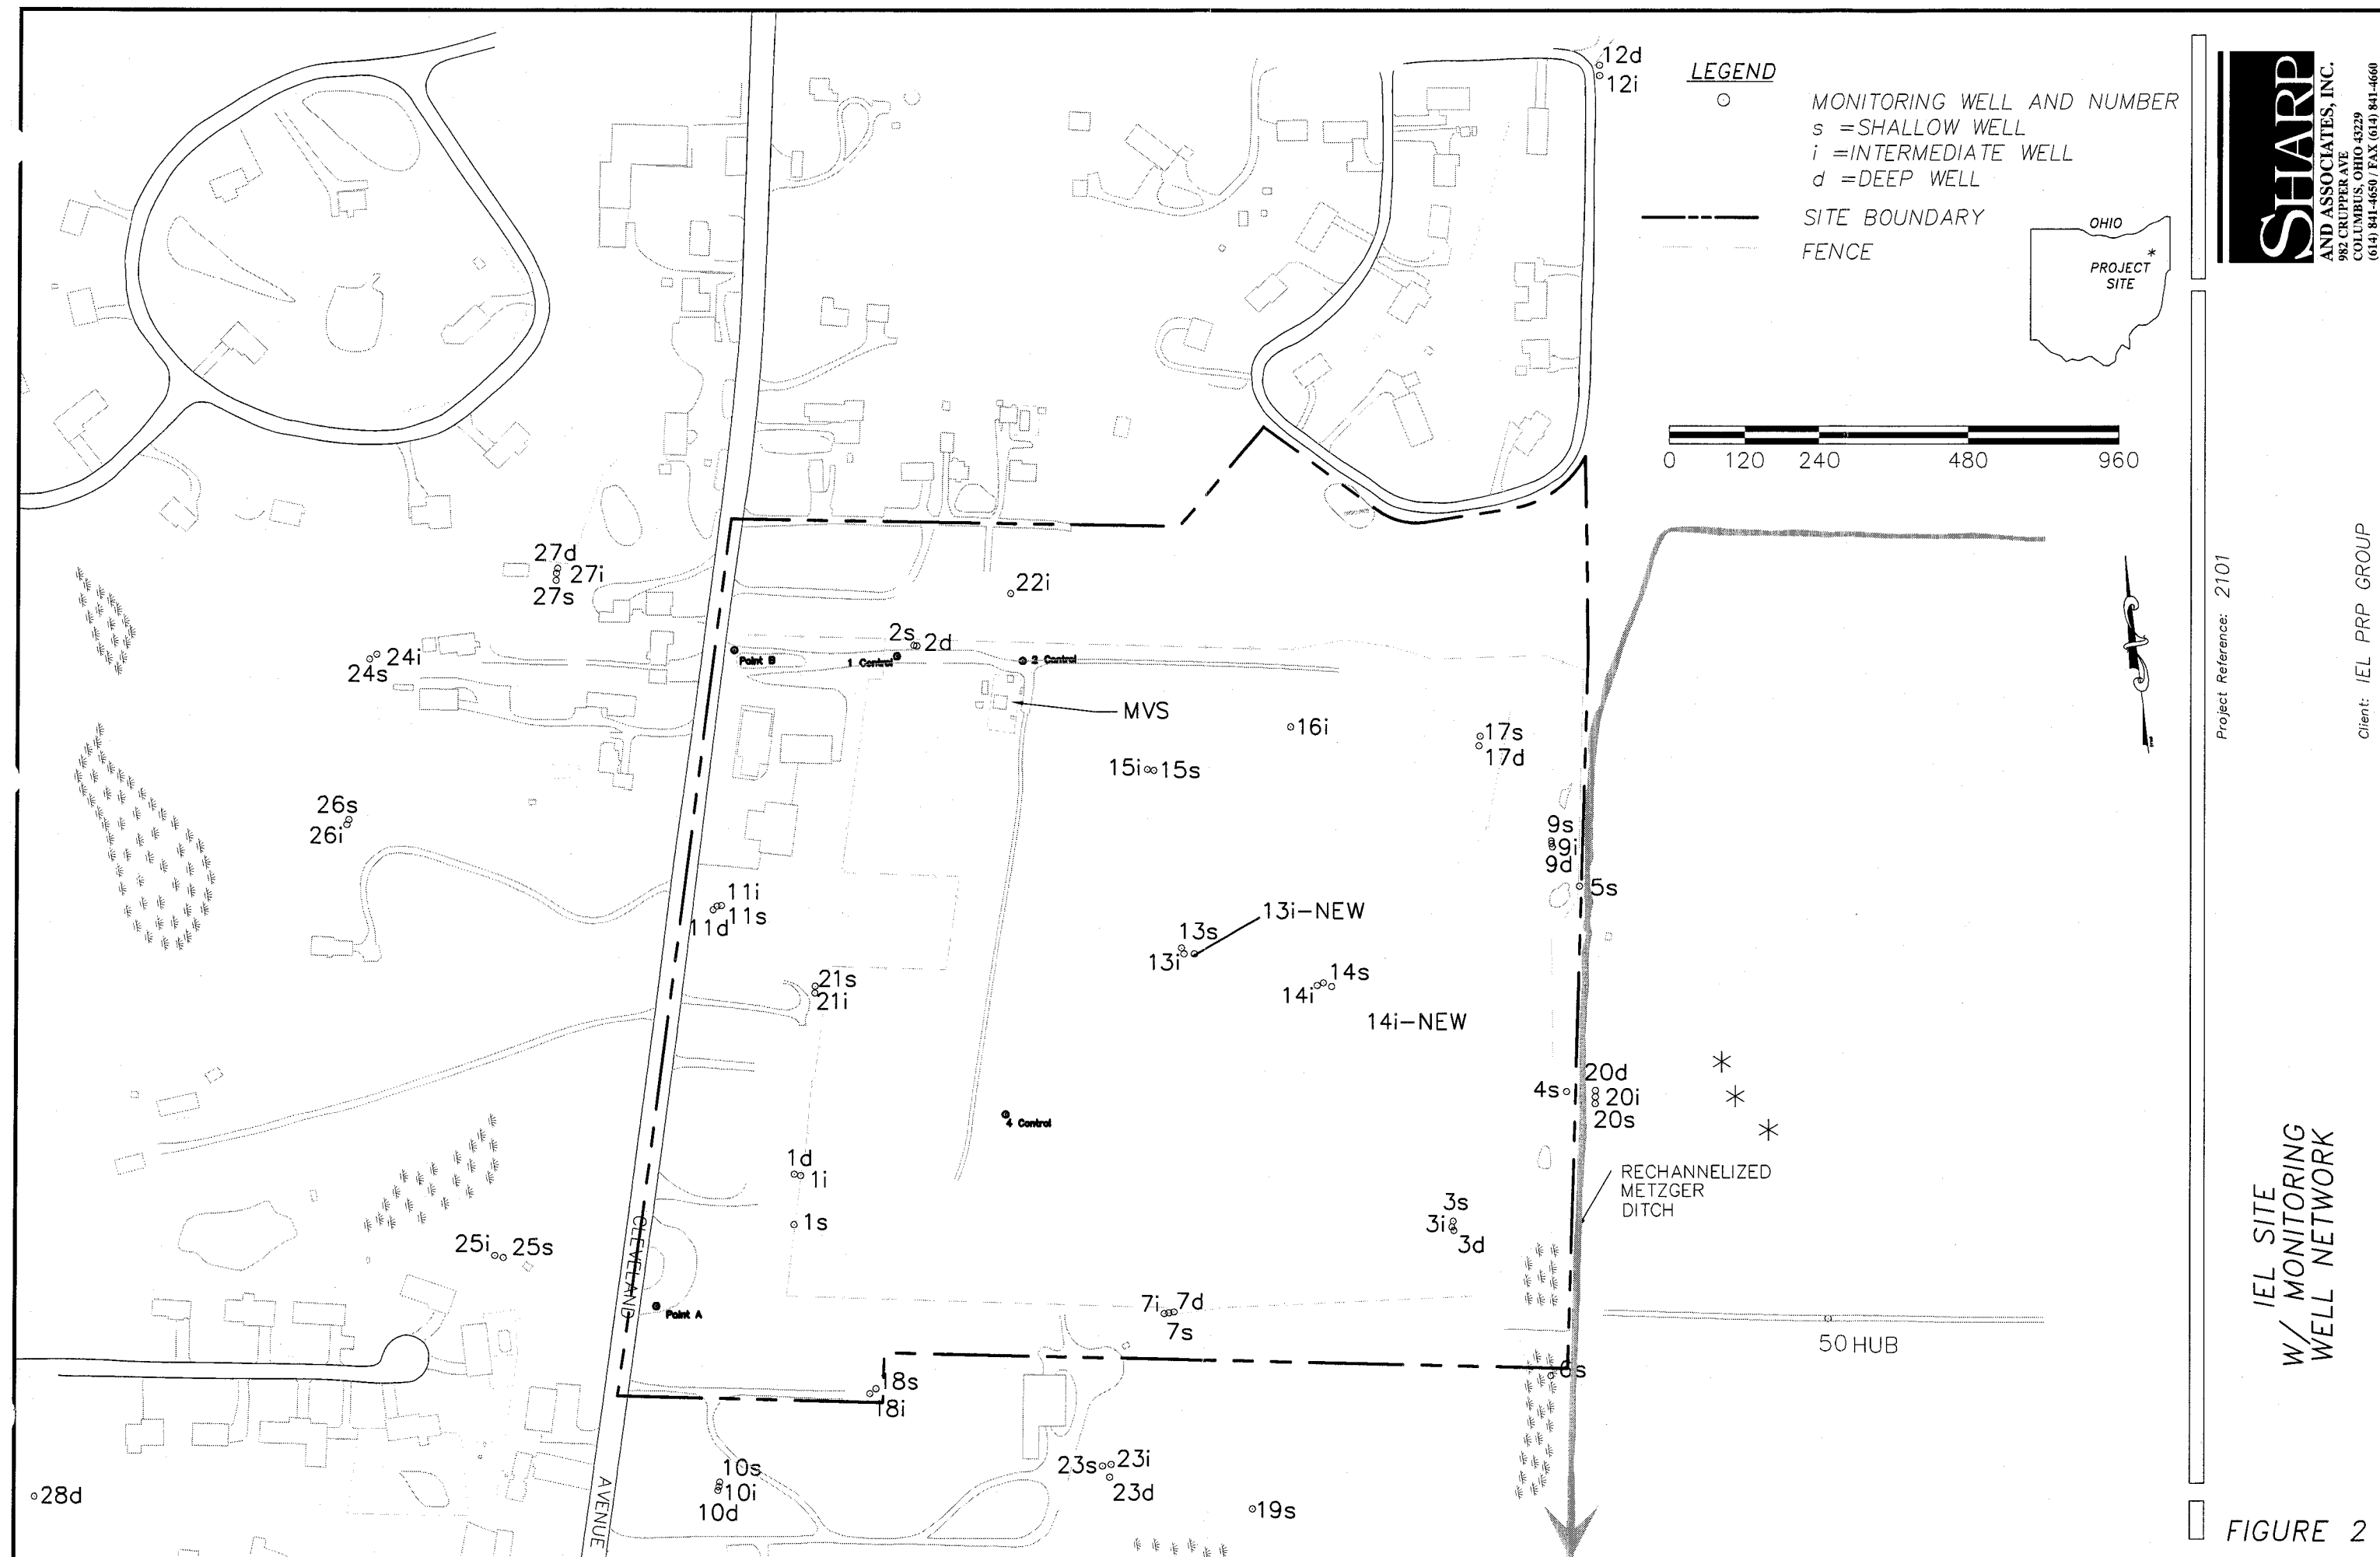 12d
12i
LEGEND
MONITORING WELL AND NUMBER
s =SHALLOW WELL
i =INTERMEDIATE WELL
d =DEEP WELL
SITE BOUNDARY
FENCE
OHIO
*
PROJECT
SITE
0 120 240 480 960
27d
27i
27s
22i
2s
2d
24i
24s
Point B
1 Control
2 Control
MVS
16i
17s
17d
15i 15s
26s
26i
9s
9i
9d
5s
11i
11s
11d
13i-NEW
13s
13i
21s
21i
14s
14i
14i-NEW
20d
4s
20i
20s
4 Control
1d
1i
1s
RECHANNELIZED
METZGER
DITCH
3s
3i
3d
25i 25s
CLEVELAND
Point A
7i 7d
7s
50 HUB
6s
18s
18i
10s
10i
10d
23s 23i
23d
19s
28d
AVENUE
SHARP
AND ASSOCIATES, INC.
982 CRUPPER AVE
COLUMBUS, OHIO 43229
(614) 841-4650 / FAX (614) 841-4660
Project Reference: 2101
client: IEL PRP GROUP
IEL SITE
W/ MONITORING
WELL NETWORK
FIGURE 2